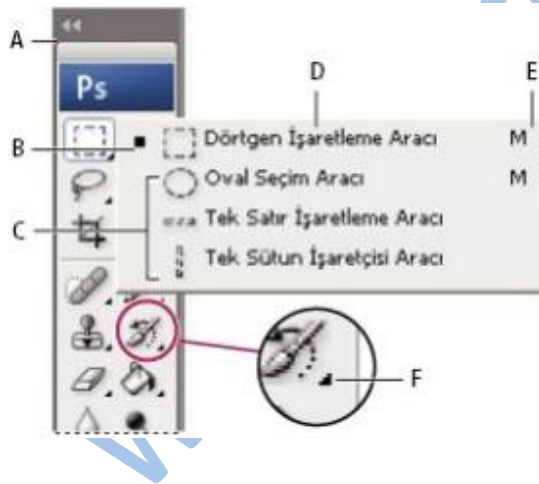 A
Ps
D
E
B
Dörtgen İşaretleme Aracı M
Oval Seçim Aracı M
C
Tek Satır İşaretleme Aracı
Tek Sütun İşaretçisi Aracı
F